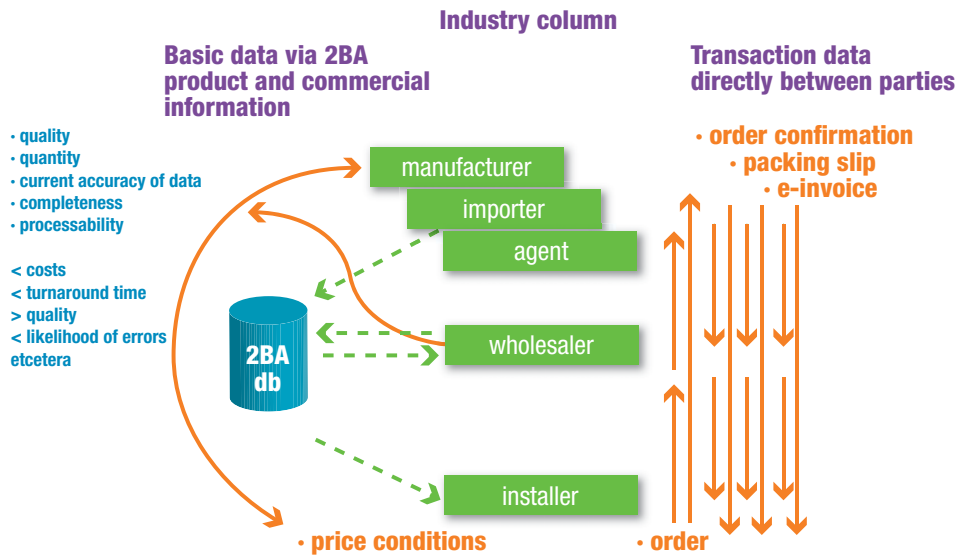 Industry column
Basic data via 2BA
product and commercial
information
Transaction data
directly between parties
· quality
· quantity
· current accuracy of data
· completeness
· processability
< costs
< turnaround time
> quality
< likelihood of errors
etcetera
manufacturer
importer
agent
2BA
db
wholesaler
installer
· price conditions
· order confirmation
· packing slip
· e-invoice
· order